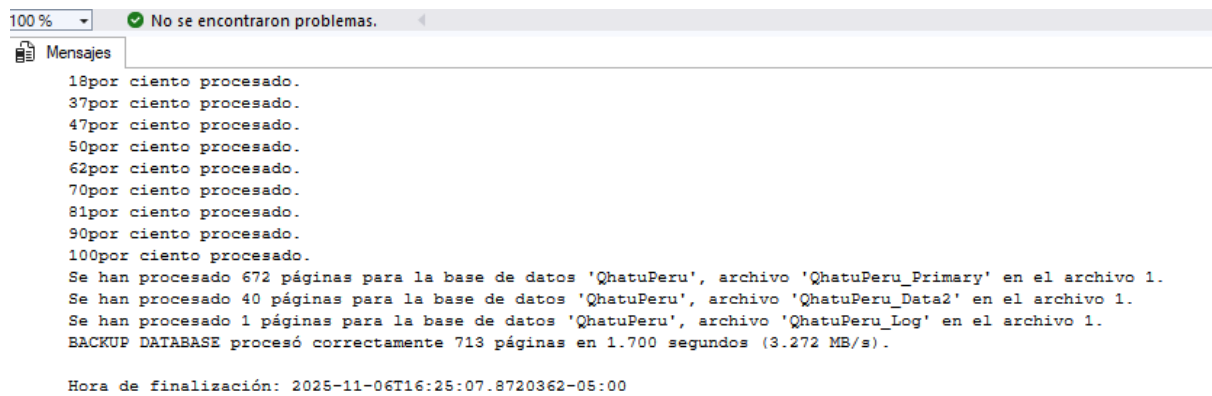 100 %
No se encontraron problemas.
Mensajes
18por ciento procesado.
37por ciento procesado.
47por ciento procesado.
50por ciento procesado.
62por ciento procesado.
70por ciento procesado.
81por ciento procesado.
90por ciento procesado.
100por ciento procesado.
Se han procesado 672 páginas para la base de datos 'QhatuPeru', archivo 'QhatuPeru_Primary' en el archivo 1.
Se han procesado 40 páginas para la base de datos 'QhatuPeru', archivo 'QhatuPeru_Data2' en el archivo 1.
Se han procesado 1 páginas para la base de datos 'QhatuPeru', archivo 'QhatuPeru_Log' en el archivo 1.
BACKUP DATABASE procesó correctamente 713 páginas en 1.700 segundos (3.272 MB/s).
Hora de finalización: 2025-11-06T16:25:07.8720362-05:00